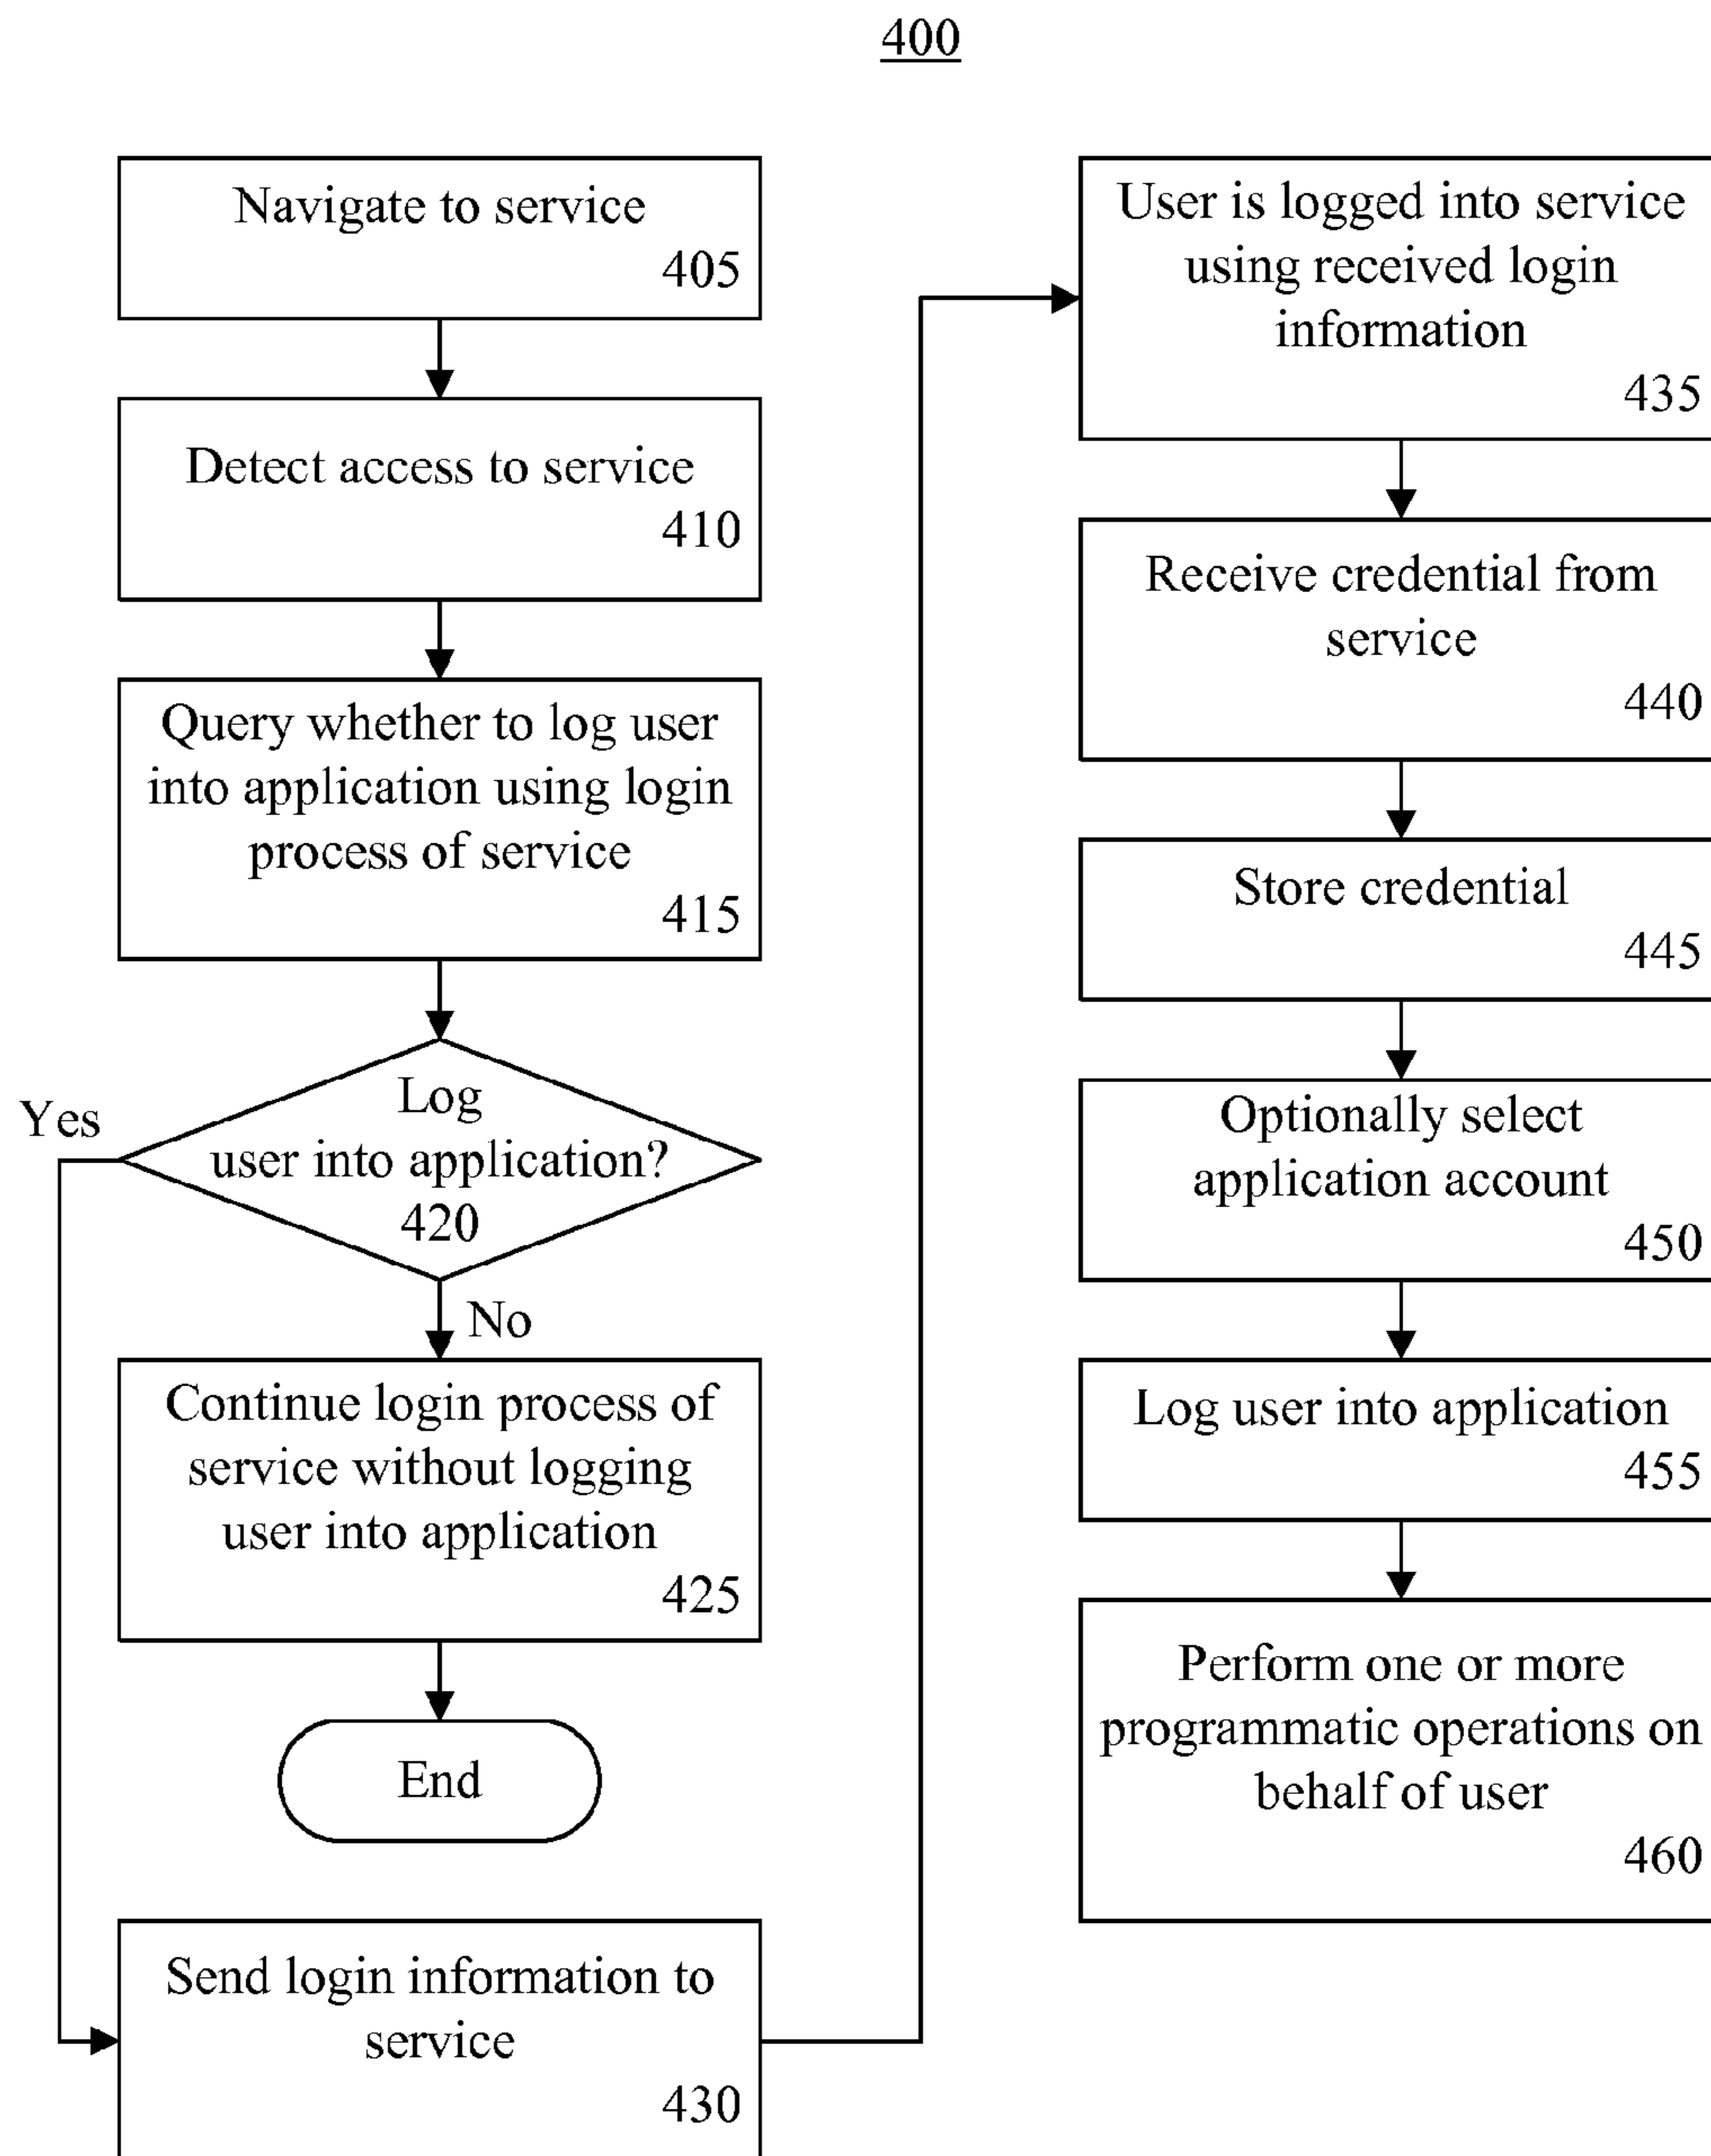 400
Navigate to service
405
Detect access to service
410
Query whether to log user
into application using login
process of service
415
Log
user into application?
420
Yes
No
Continue login process of
service without logging
user into application
425
End
Send login information to
service
430
User is logged into service
using received login
information
435
Receive credential from
service
440
Store credential
445
Optionally select
application account
450
Log user into application
455
Perform one or more
programmatic operations on
behalf of user
460